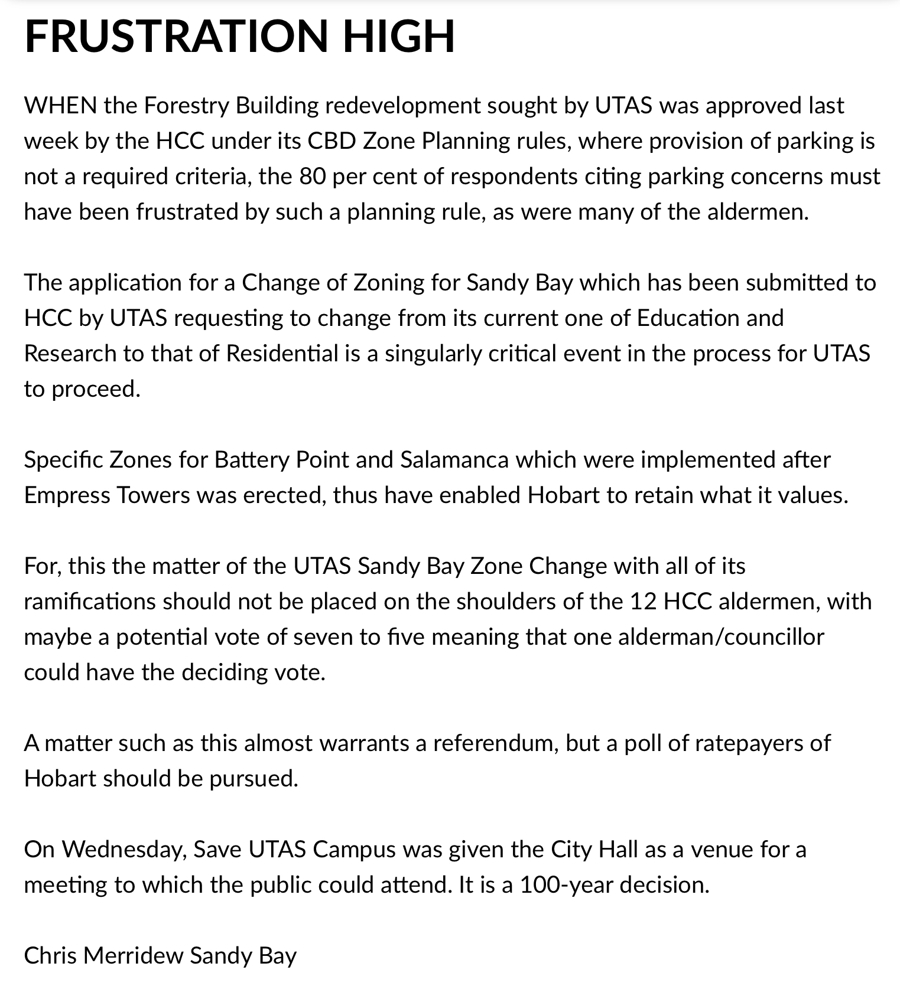 FRUSTRATION HIGH
WHEN the Forestry Building redevelopment sought by UTAS was approved last
week by the HCC under its CBD Zone Planning rules, where provision of parking is
not a required criteria, the 80 per cent of respondents citing parking concerns must
have been frustrated by such a planning rule, as were many of the aldermen.
The application for a Change of Zoning for Sandy Bay which has been submitted to
HCC by UTAS requesting to change from its current one of Education and
Research to that of Residential is a singularly critical event in the process for UTAS
to proceed.
Specific Zones for Battery Point and Salamanca which were implemented after
Empress Towers was erected, thus have enabled Hobart to retain what it values.
For, this the matter of the UTAS Sandy Bay Zone Change with all of its
ramifications should not be placed on the shoulders of the 12 HCC aldermen, with
maybe a potential vote of seven to five meaning that one alderman/councillor
could have the deciding vote.
A matter such as this almost warrants a referendum, but a poll of ratepayers of
Hobart should be pursued.
On Wednesday, Save UTAS Campus was given the City Hall as a venue for a
meeting to which the public could attend. It is a 100-year decision.
Chris Merridew Sandy Bay